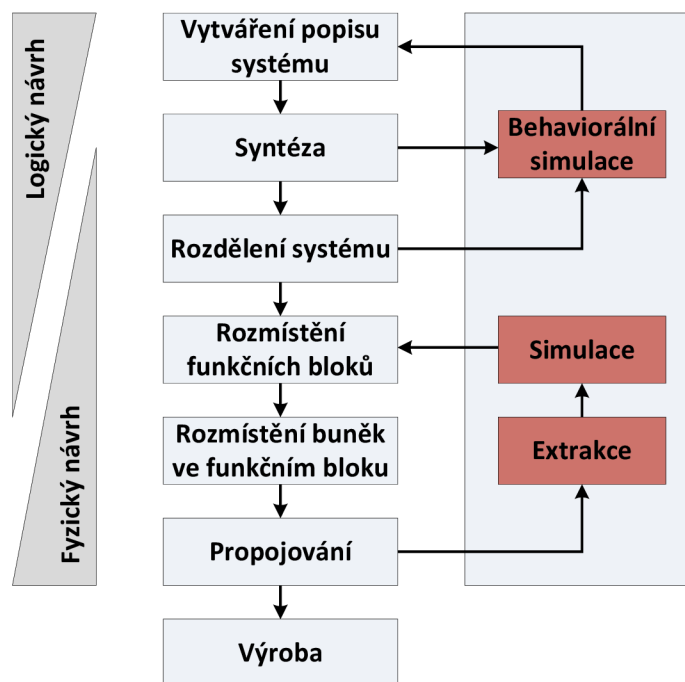 Logický návrh
Fyzický návrh
Vytváření popisu
systému
Syntéza
Rozdělení systému
Rozmístění
funkčních bloků
Rozmístění buněk
ve funkčním bloku
Propojování
Výroba
Behaviorální
simulace
Simulace
Extrakce